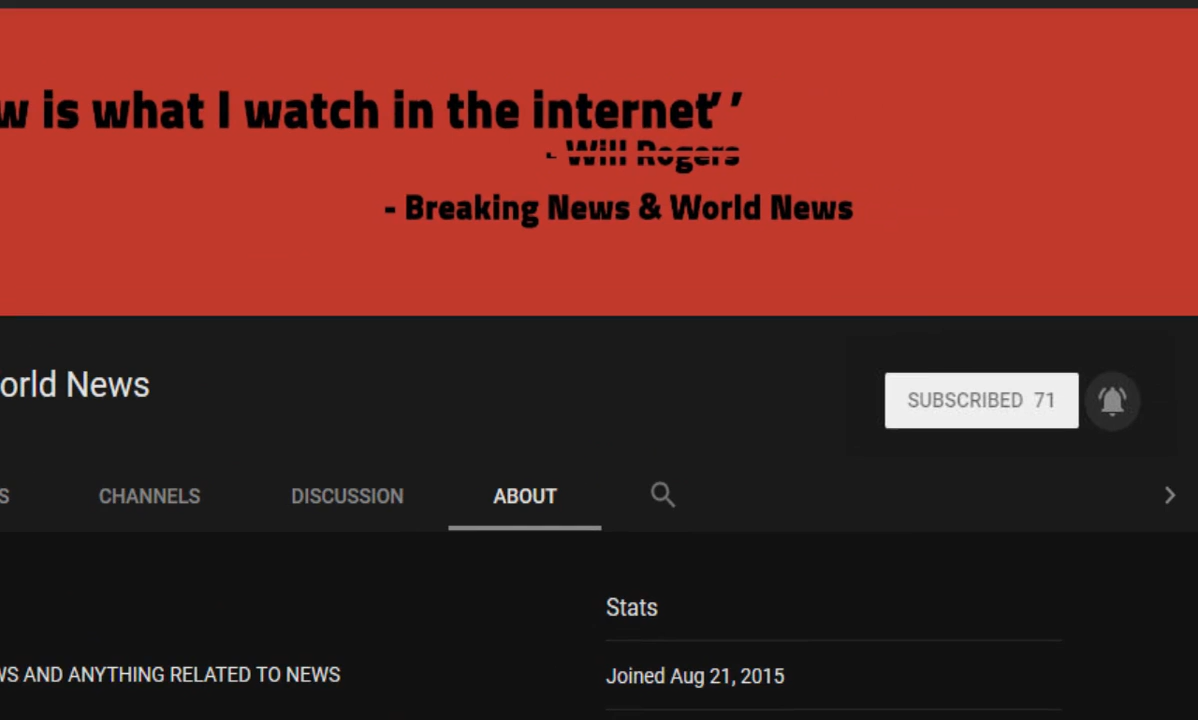 w is what I watch in the internet’ ’
- Will Rogers
- Breaking News & World News
orld News
SUBSCRIBED 71
S CHANNELS DISCUSSION ABOUT
Stats
WS AND ANYTHING RELATED TO NEWS
Joined Aug 21, 2015